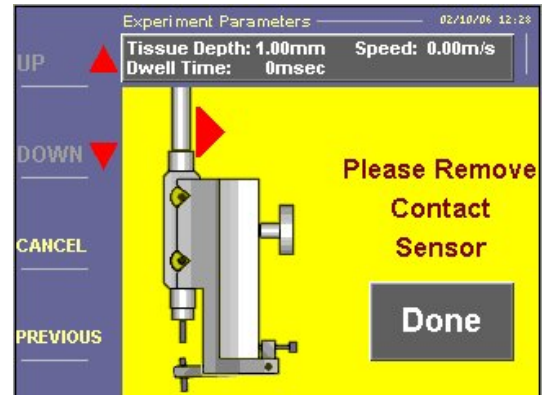 Experiment Parameters
02/10/06 12:28
Tissue Depth: 1.00mm Speed: 0.00m/s
Dwell Time: 0msec
UP
DOWN
CANCEL
PREVIOUS
Please Remove
Contact
Sensor
Done